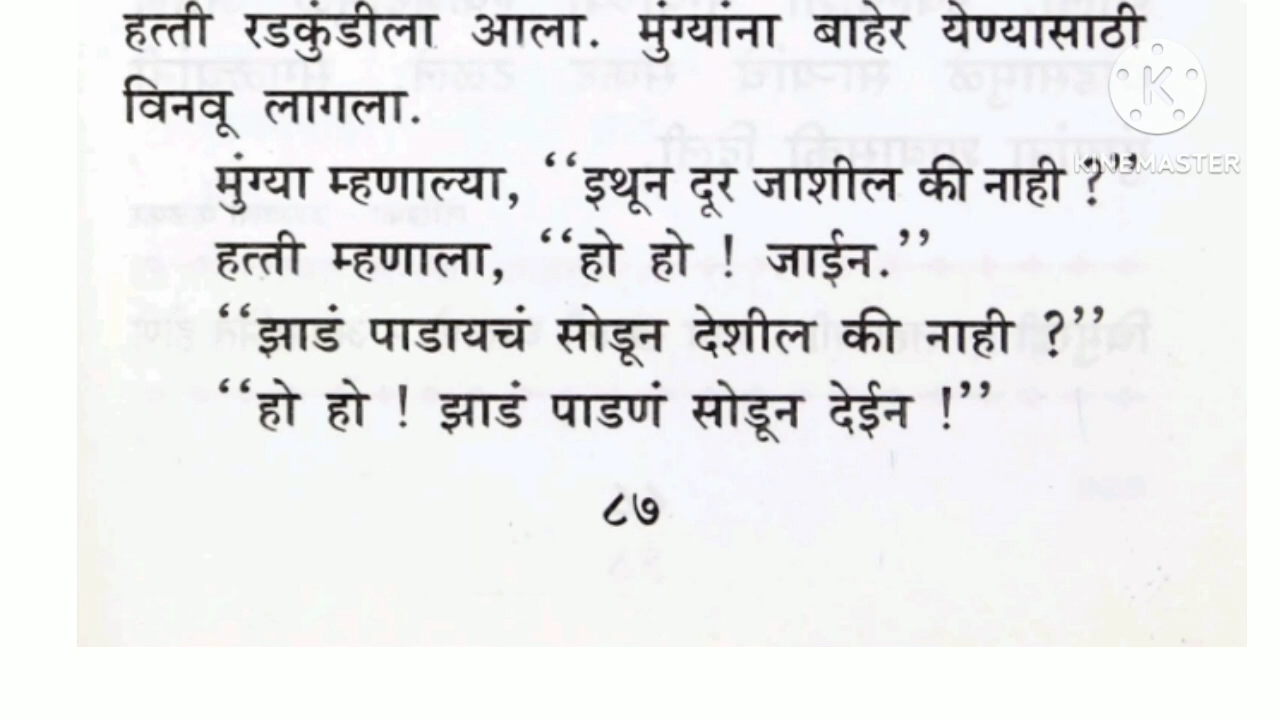 हत्ती रडकुंडीला आला. मुंग्यांना बाहेर येण्यासाठी
विनवू लागला.
मुंग्या म्हणाल्या, ‘‘इथून दूर जाशील की नाही ?’’
हत्ती म्हणाला, ‘‘हो हो ! जाईन.’’
‘‘झाडं पाडायचं सोडून देशील की नाही ?’’
‘‘हो हो ! झाडं पाडणं सोडून देईन !’’
८७
K
KINEMASTER